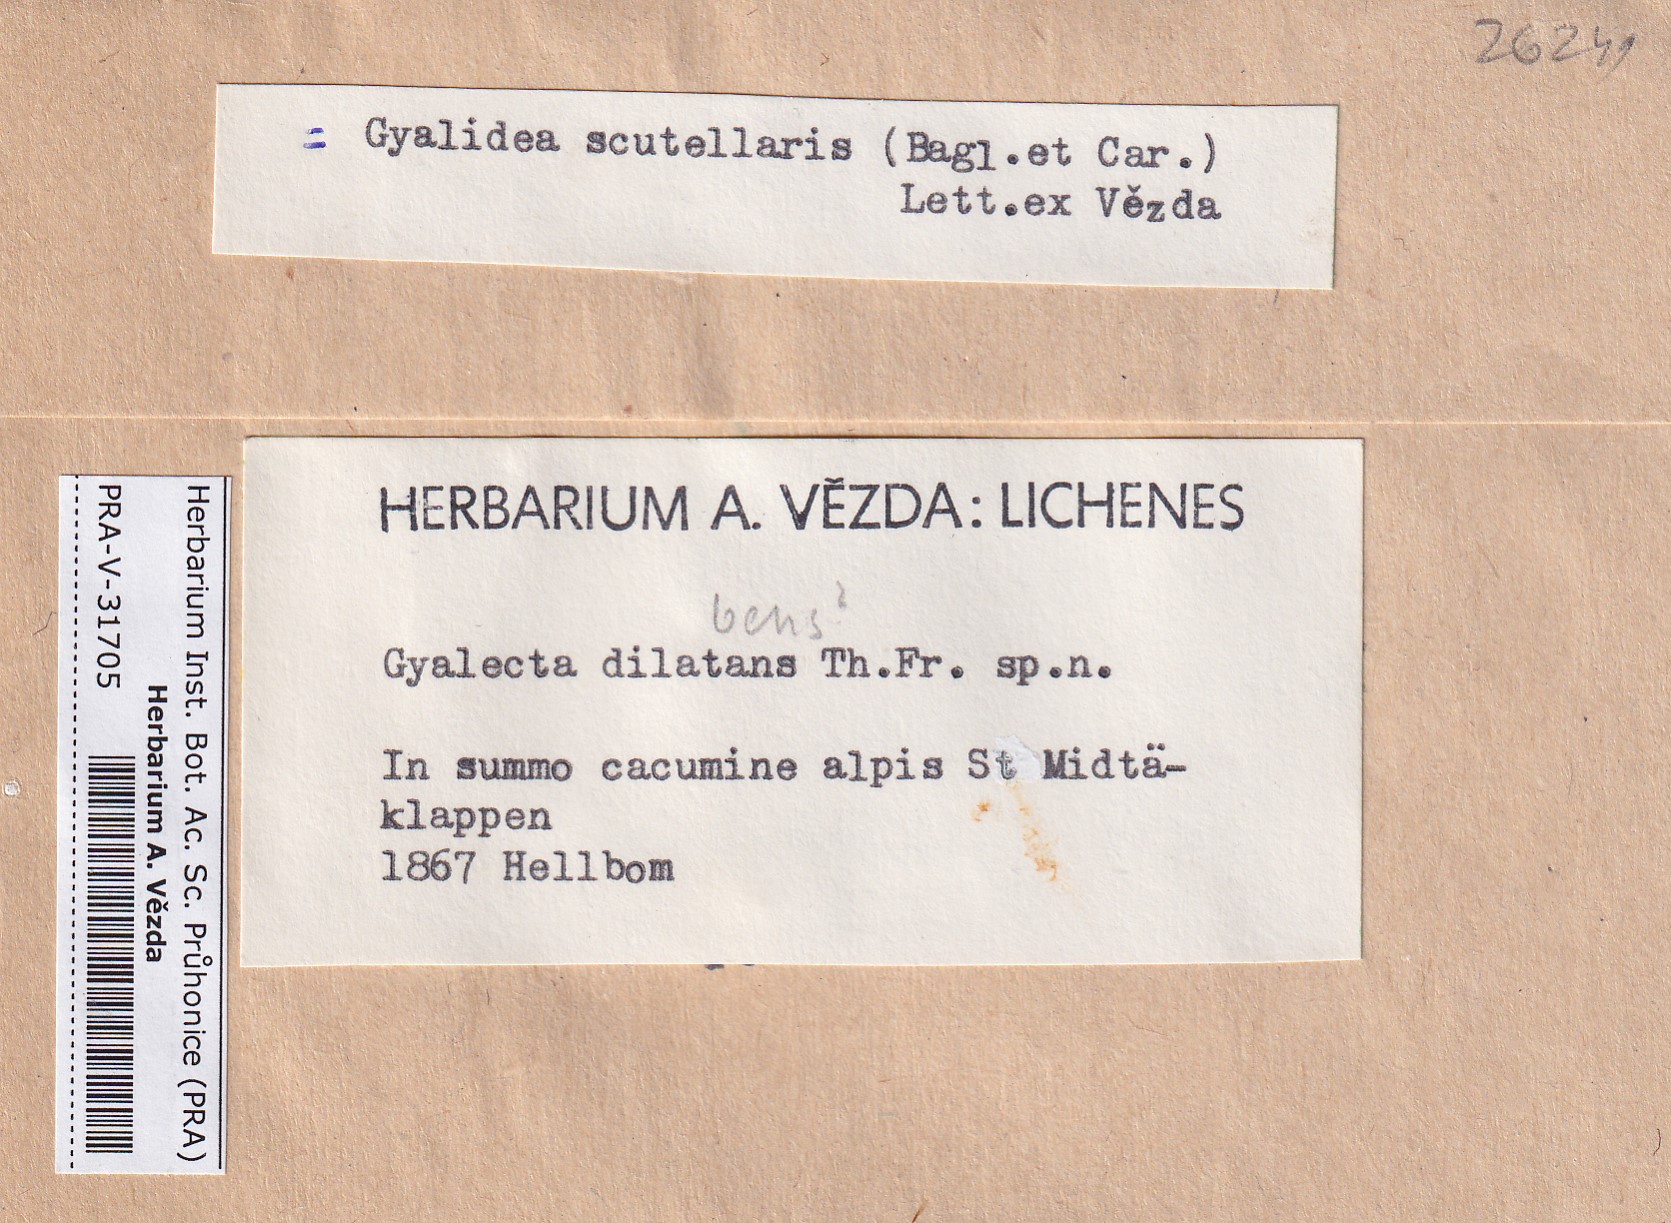 = Gyalidea scutellaris (Bagl.et Car.)
Lett.ex Vězda
HERBARIUM A. VĚZDA: LICHENES
bens?
Gyalecta dilatans Th.Fr. sp.n.
In summo cacumine alpis St Midtä-
klappen
1867 Hellbom
Herbarium Inst. Bot. Ac. Sc. Průhonice (PRA)
Herbarium A. Vězda
PRA-V-31705